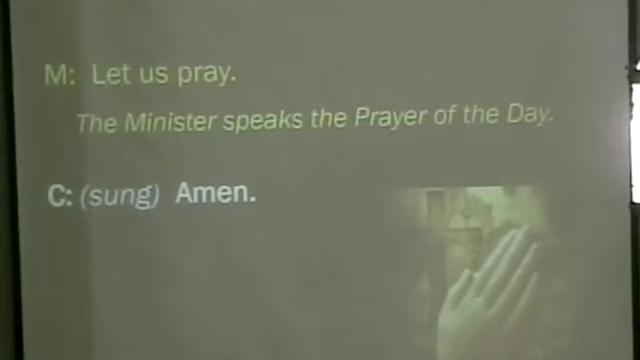 M: Let us pray.
The Minister speaks the Prayer of the Day.
C: (sung) Amen.